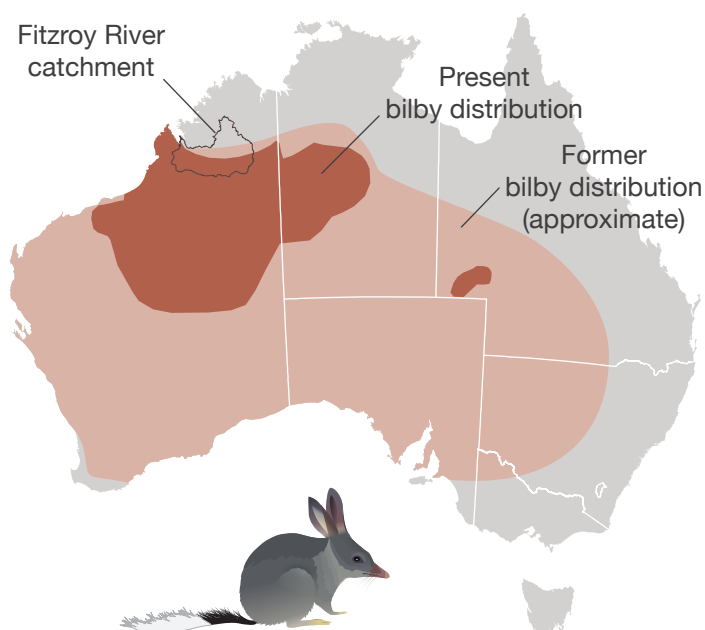 Fitzroy River
catchment
Present
bilby distribution
Former
bilby distribution
(approximate)